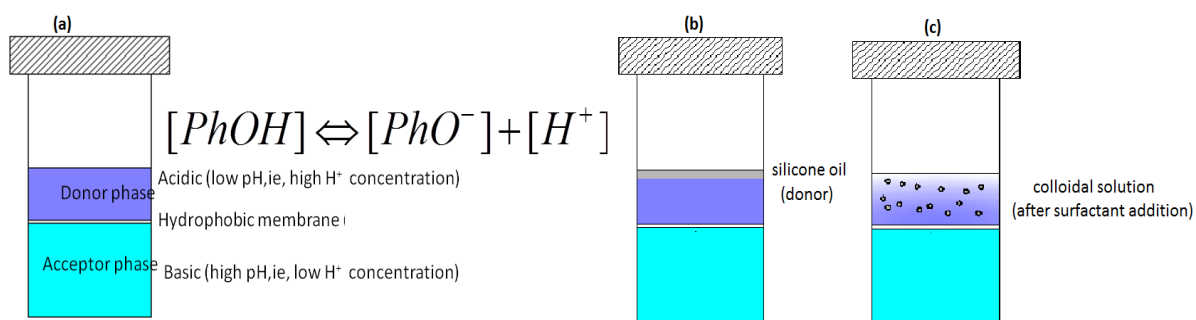 (a)
(b)
(c)
[PhOH]⇔[PhO⁻]+[H⁺]
Acidic (low pH,ie, high H⁺ concentration)
Donor phase
Hydrophobic membrane (
Acceptor phase
Basic (high pH,ie, low H⁺ concentration)
silicone oil
(donor)
colloidal solution
(after surfactant addition)